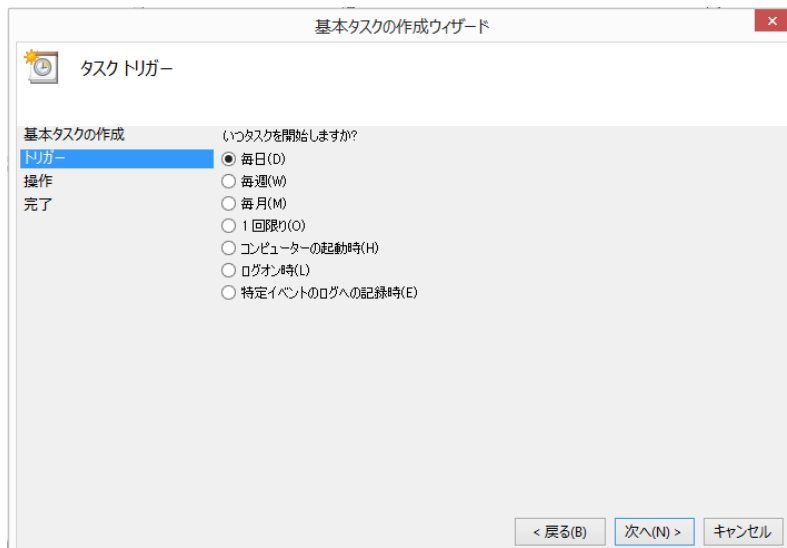 基本タスクの作成ウィザード
タスク トリガー
基本タスクの作成
いつタスクを開始しますか?
トリガー
毎日(D)
操作
毎週(W)
完了
毎月(M)
1 回限り(O)
コンピューターの起動時(H)
ログオン時(L)
特定イベントのログへの記録時(E)
< 戻る(B)
次へ(N) >
キャンセル